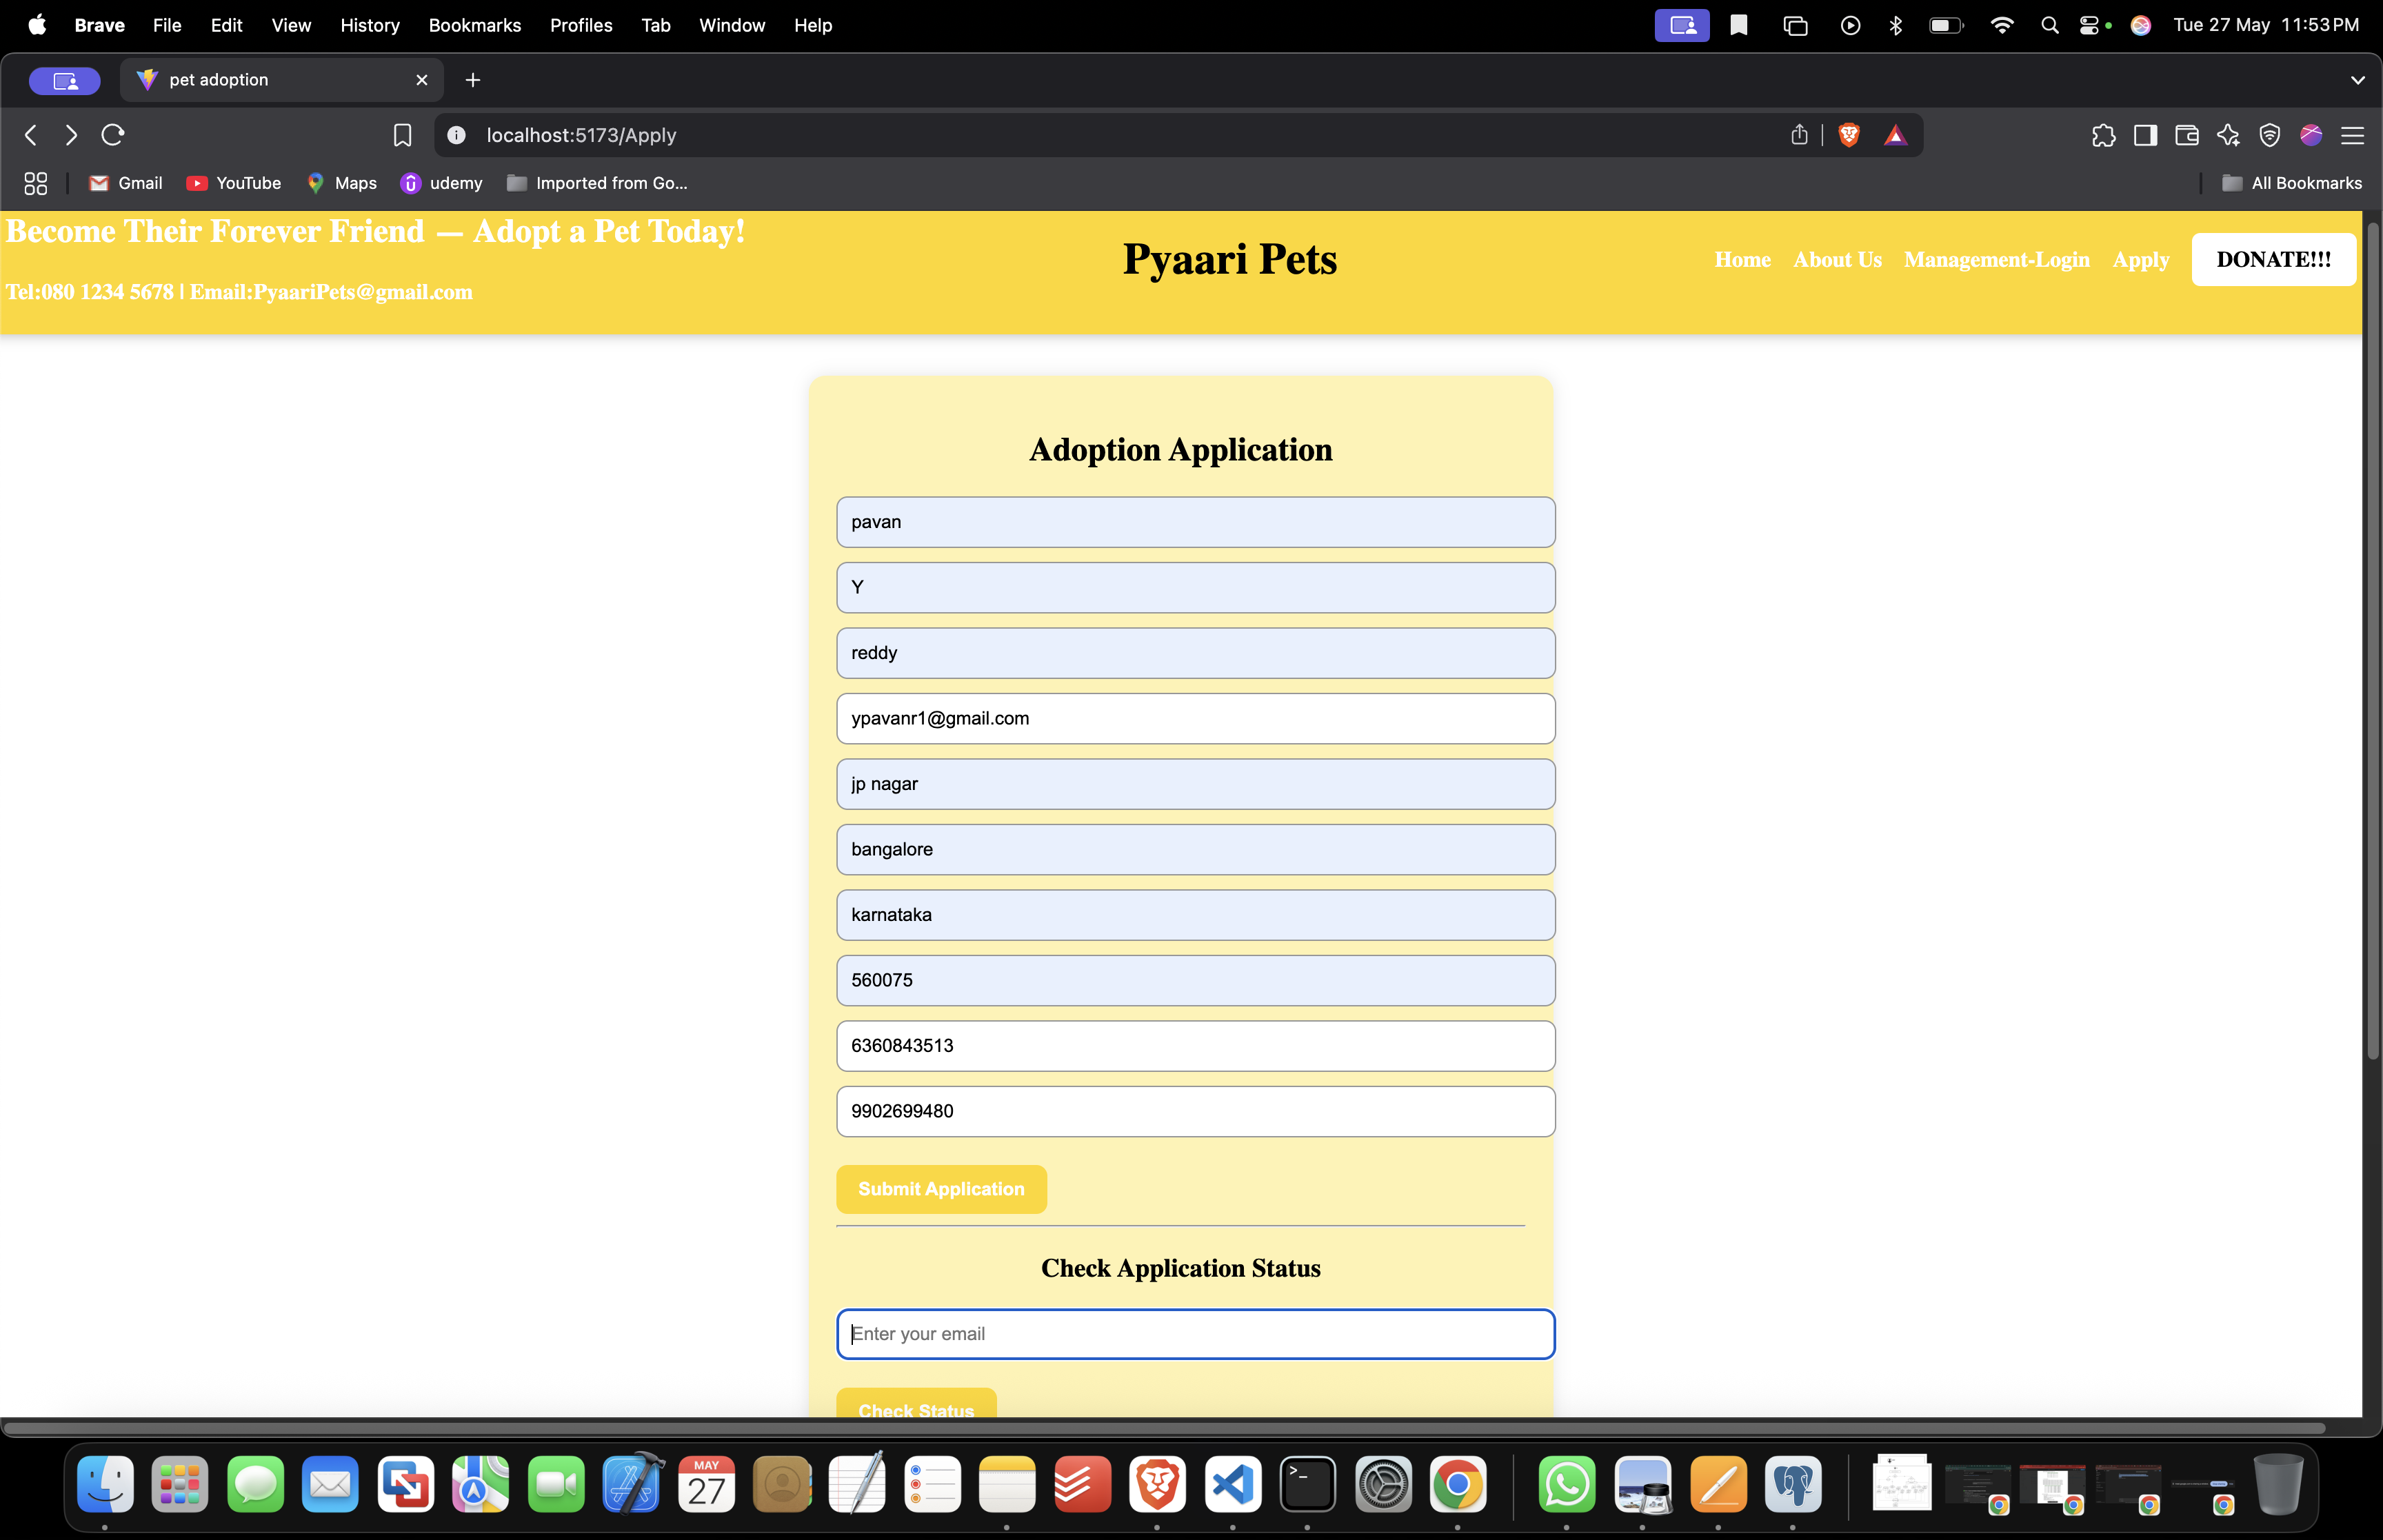 Brave File Edit View History Bookmarks Profiles Tab Window Help Tue 27 May 11:53 PM
pet adoption
localhost:5173/Apply
Gmail YouTube Maps udemy Imported from Go... All Bookmarks
Become Their Forever Friend — Adopt a Pet Today!
Tel:080 1234 5678 | Email:PyaariPets@gmail.com
Pyaari Pets
Home About Us Management-Login Apply DONATE!!!
Adoption Application
pavan
Y
reddy
ypavanr1@gmail.com
jp nagar
bangalore
karnataka
560075
6360843513
9902699480
Submit Application
Check Application Status
Enter your email
Check Status
MAY
27